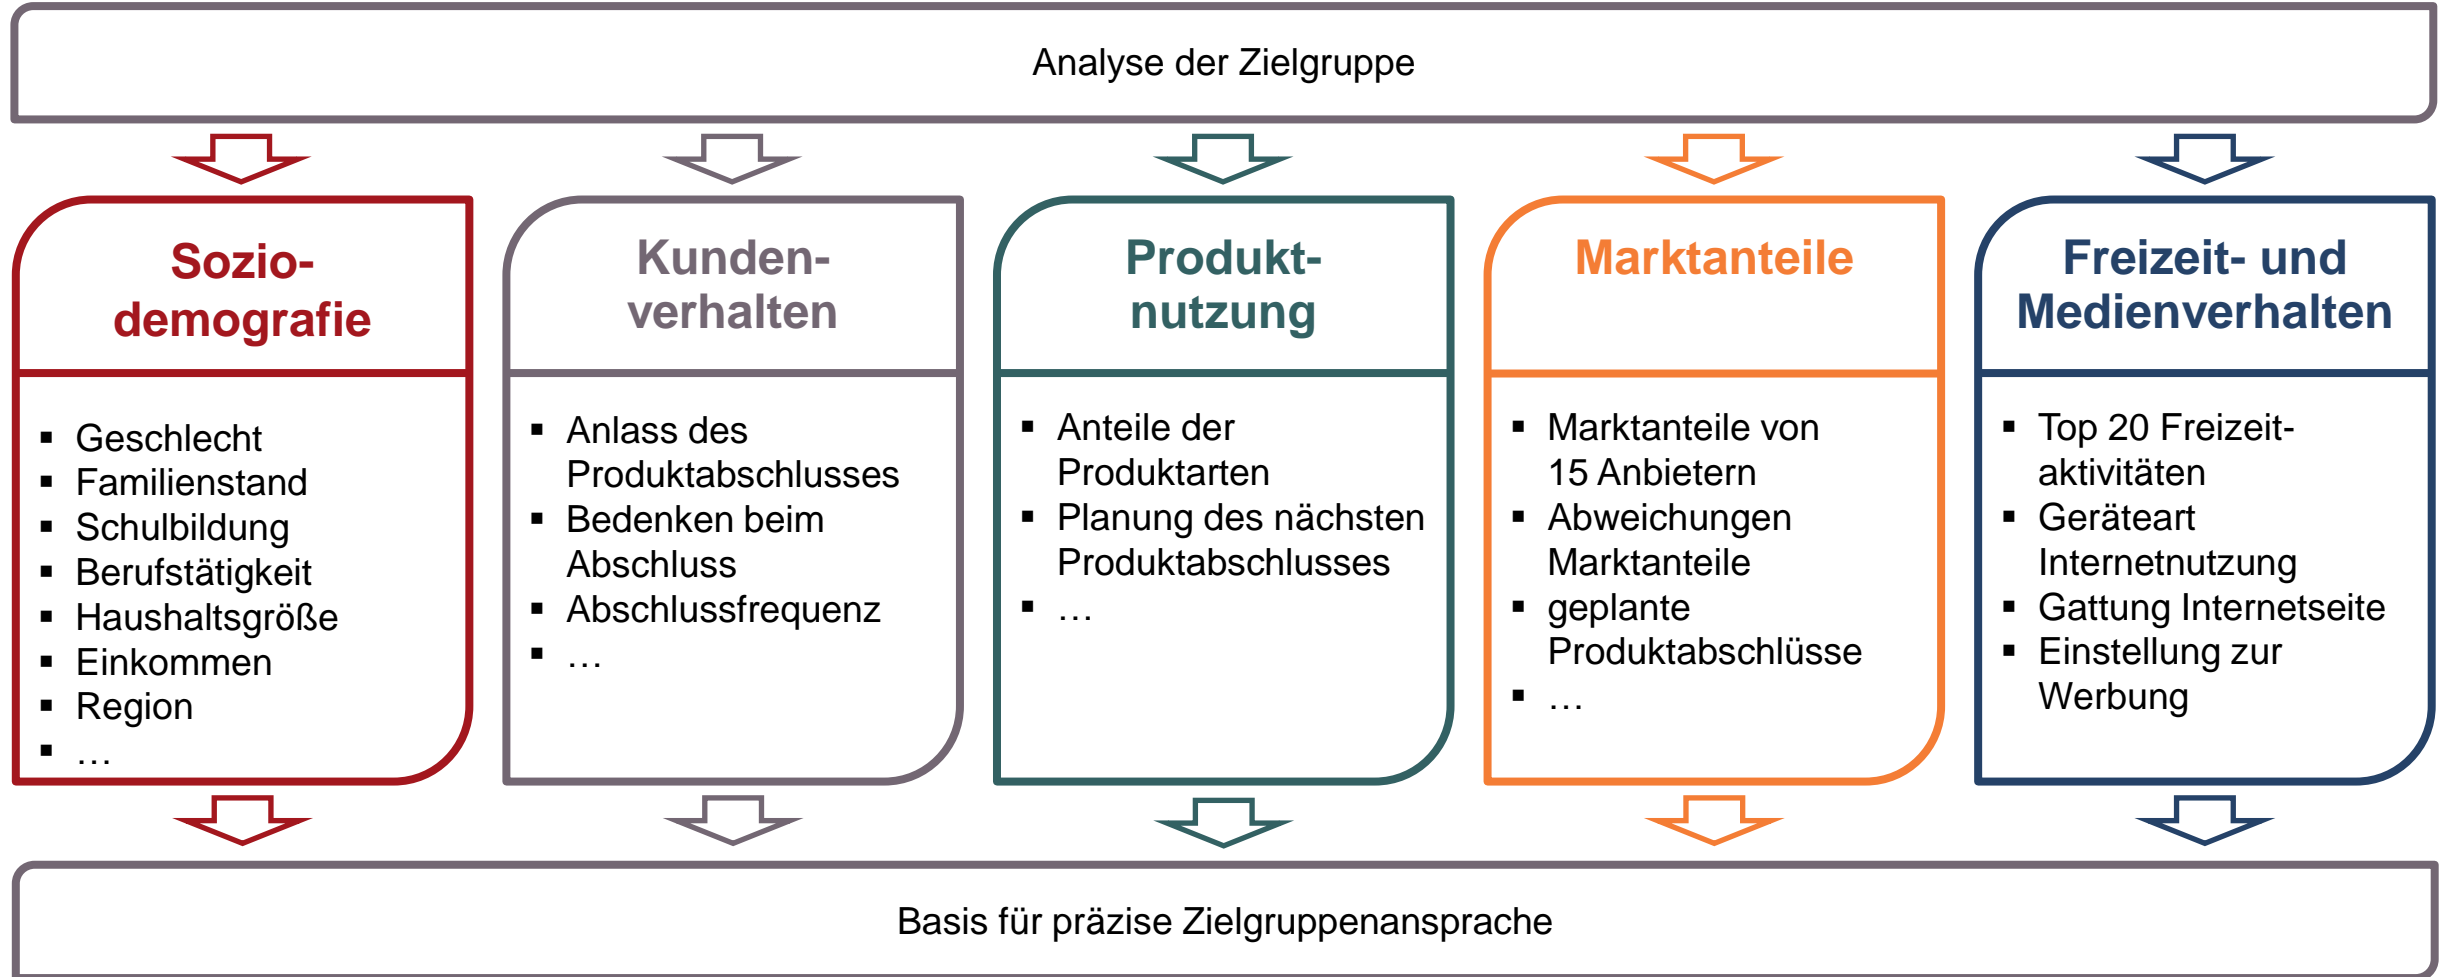 Analyse der Zielgruppe
Sozio-
demografie
▪ Geschlecht
▪ Familienstand
▪ Schulbildung
▪ Berufstätigkeit
▪ Haushaltsgröße
▪ Einkommen
▪ Region
▪ …
Kunden-
verhalten
▪ Anlass des
Produktabschlusses
▪ Bedenken beim
Abschluss
▪ Abschlussfrequenz
▪ …
Produkt-
nutzung
▪ Anteile der
Produktarten
▪ Planung des nächsten
Produktabschlusses
▪ …
Marktanteile
▪ Marktanteile von
15 Anbietern
▪ Abweichungen
Marktanteile
▪ geplante
Produktabschlüsse
▪ …
Freizeit- und
Medienverhalten
▪ Top 20 Freizeit-
aktivitäten
▪ Geräteart
Internetnutzung
▪ Gattung Internetseite
▪ Einstellung zur
Werbung
Basis für präzise Zielgruppenansprache